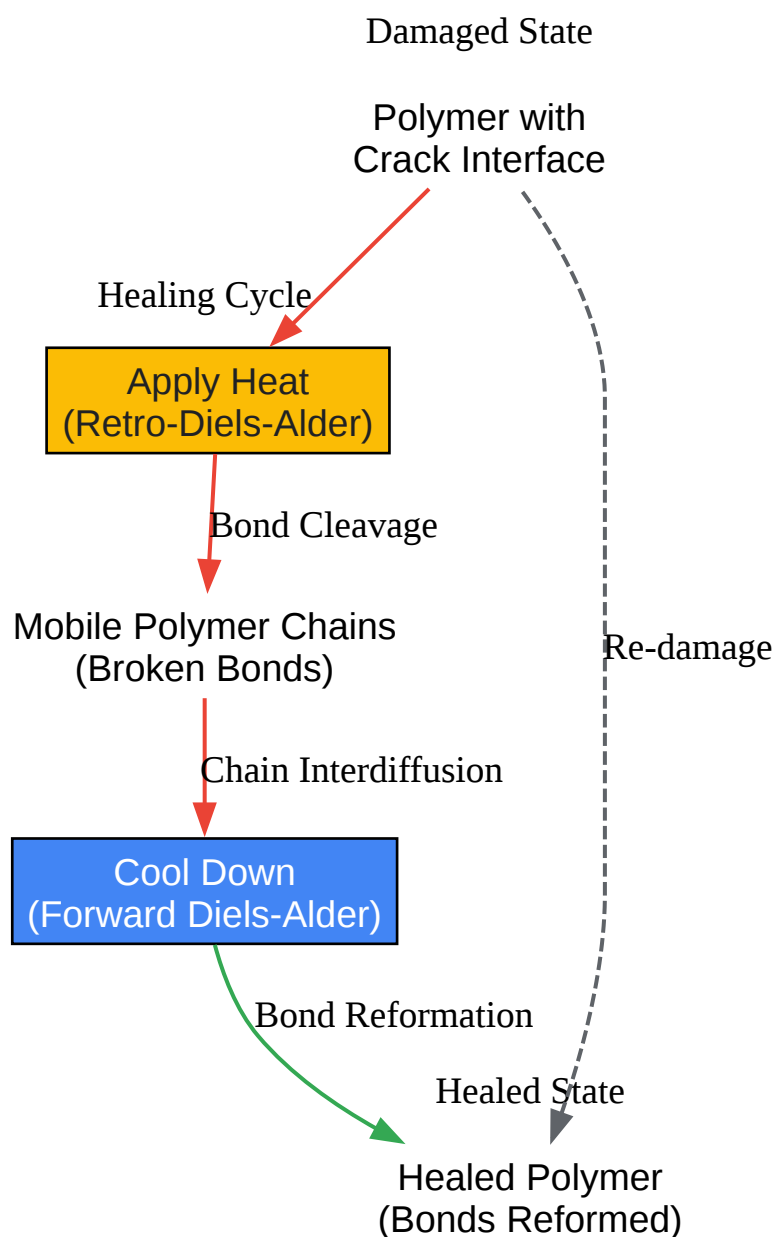 Damaged State
Polymer with
Crack Interface
Healing Cycle
Apply Heat
(Retro-Diels-Alder)
Bond Cleavage
Mobile Polymer Chains
(Broken Bonds)
Re-damage
Chain Interdiffusion
Cool Down
(Forward Diels-Alder)
Bond Reformation
Healed State
Healed Polymer
(Bonds Reformed)